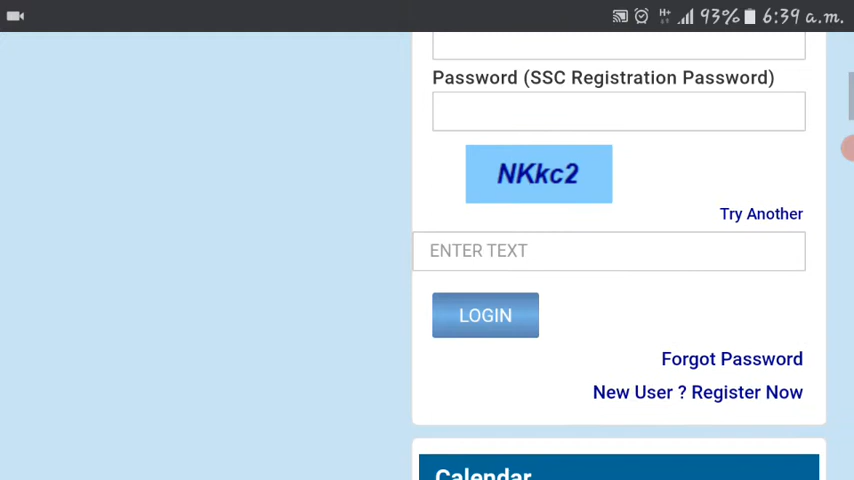 H+ 93% 6:39 a.m.
Password (SSC Registration Password)
NKkc2
Try Another
ENTER TEXT
LOGIN
Forgot Password
New User ? Register Now
Calendar